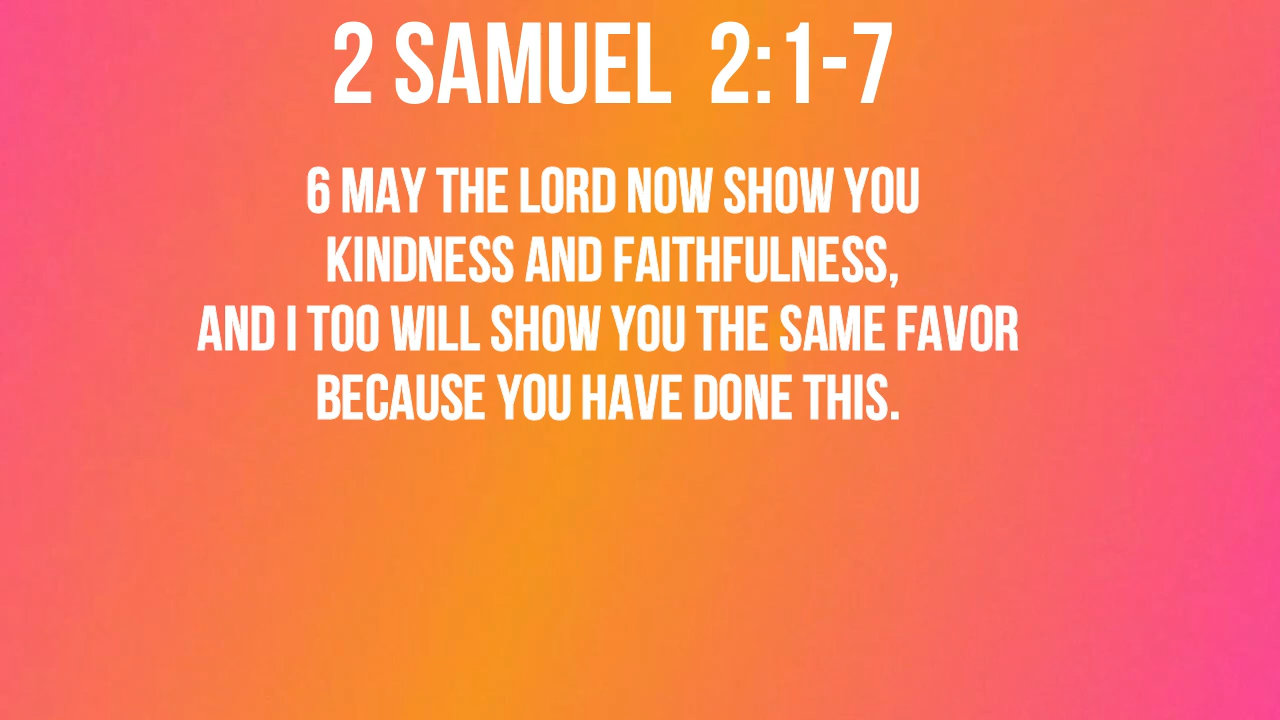 2 SAMUEL 2:1-7
6 MAY THE LORD NOW SHOW YOU
KINDNESS AND FAITHFULNESS,
AND I TOO WILL SHOW YOU THE SAME FAVOR
BECAUSE YOU HAVE DONE THIS.